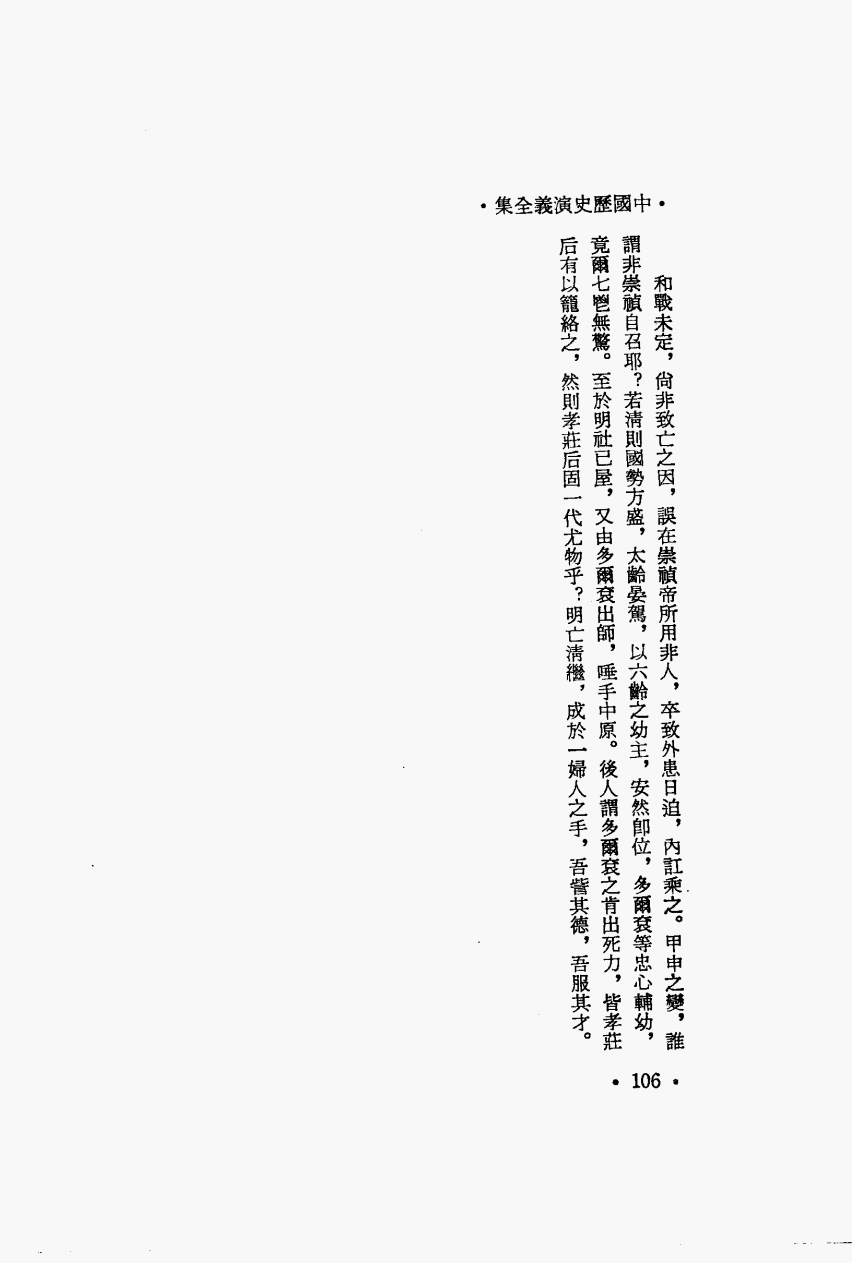 •中國歷史演義全集•
和戰未定，尙非致亡之因，誤在崇禎帝所用非人，卒致外患日迫，內訌乘之。甲申之變，誰
謂非崇禎自召耶？若淸則國勢方盛，太齡晏駕，以六齡之幼主，安然卽位，多爾袞等忠心輔幼，
竟爾七鬯無驚。至於明社已屋，又由多爾袞出師，唾手中原。後人謂多爾袞之肯出死力，皆孝莊
后有以籠絡之，然則孝莊后固一代尤物乎？明亡淸繼，成於一婦人之手，吾訾其德，吾服其才。
•106•